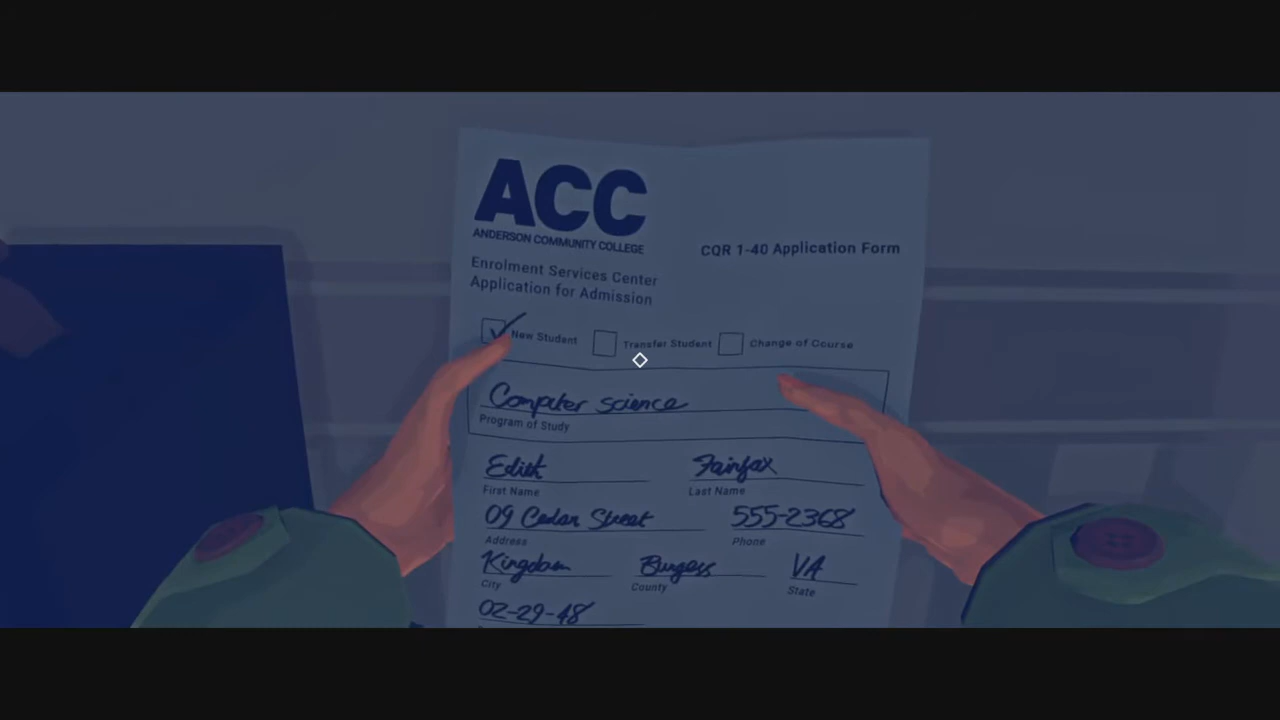 ACC
ANDERSON COMMUNITY COLLEGE
CQR 1-40 Application Form
Enrolment Services Center
Application for Admission
New Student Transfer Student Change of Course
Computer science
Program of Study
Edith Fairfax
First Name Last Name
09 Cedar Street 555-2368
Address Phone
Kingdom Burgess VA
City County State
02-29-48